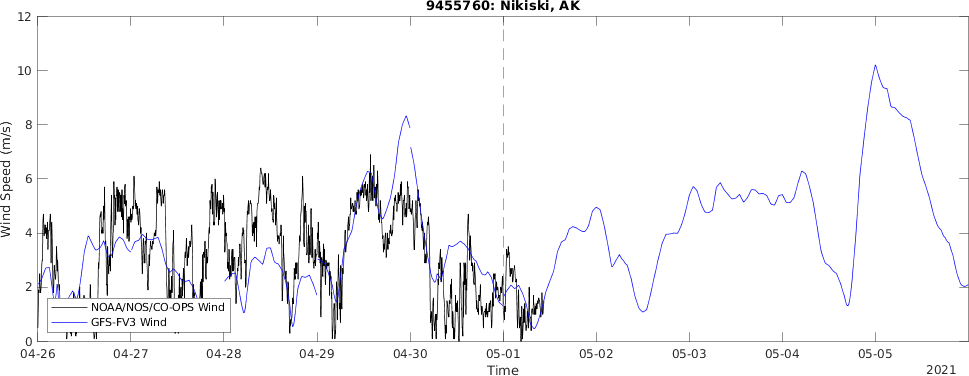 9455760: Nikiski, AK
12
10
8
6
4
2
0
Wind Speed (m/s)
NOAA/NOS/CO-OPS Wind
GFS-FV3 Wind
04-26 04-27 04-28 04-29 04-30 05-01 05-02 05-03 05-04 05-05
Time
2021